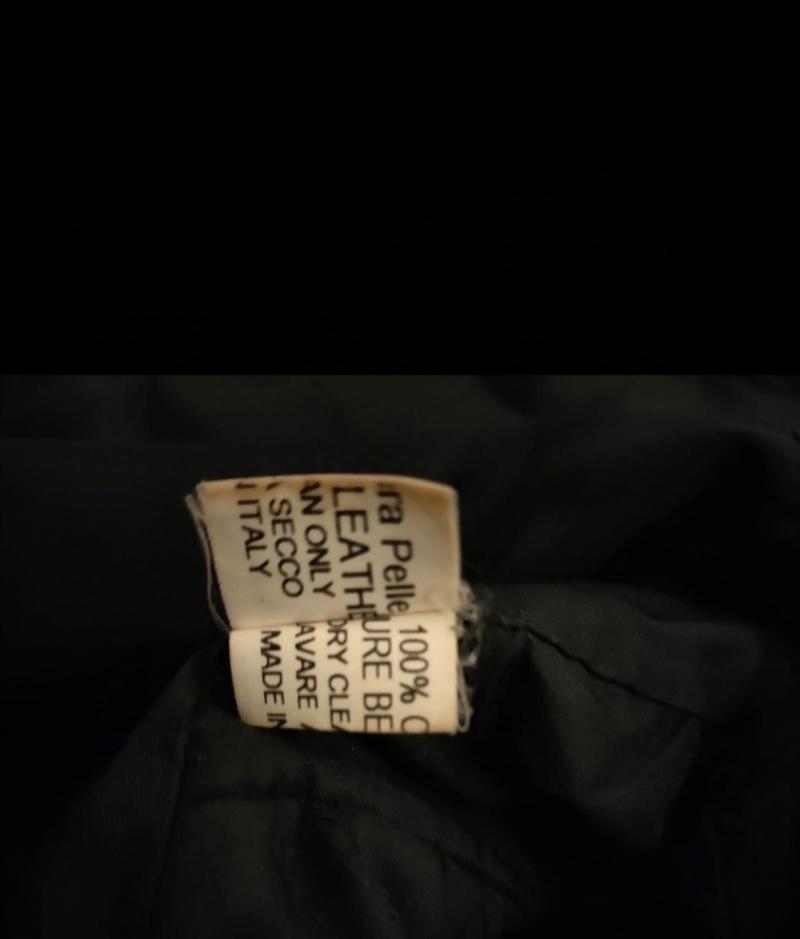 ra Pelle
LEATHE
AN ONLY
SECCO
ITALY
100% C
URE BE
DRY CLEA
AVARE
MADE IN